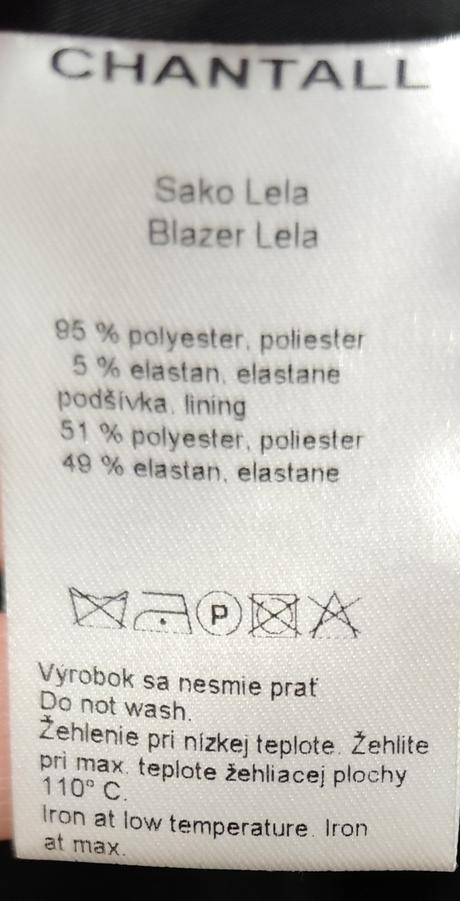 CHANTALL
Sako Lela
Blazer Lela
95 % polyester, poliester
5 % elastan, elastane
podšívka, lining
51 % polyester, poliester
49 % elastan, elastane
P
Výrobok sa nesmie prať
Do not wash.
Žehlenie pri nízkej teplote. Žehlite
pri max. teplote žehliacej plochy
110° C.
Iron at low temperature. Iron
at max.